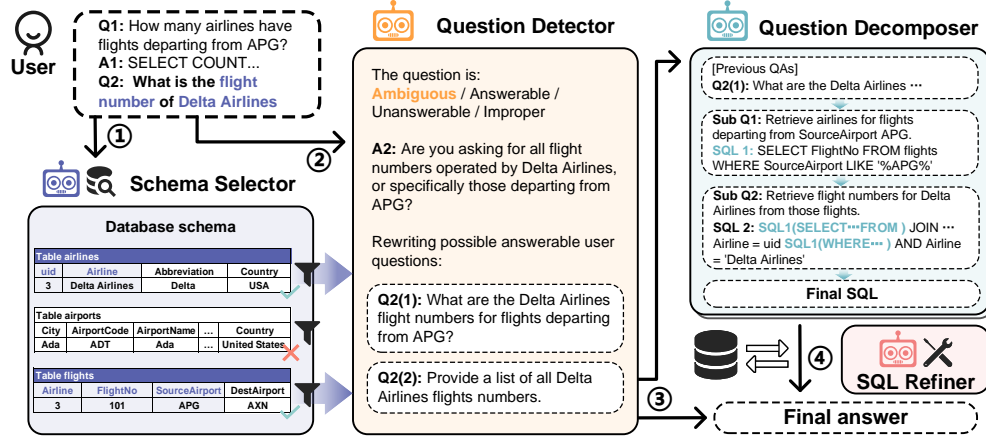 User
Q1: How many airlines have
flights departing from APG?
A1: SELECT COUNT...
Q2: What is the flight
number of Delta Airlines
①
②
Schema Selector
Database schema
Table airlines
uid Airline Abbreviation Country
3 Delta Airlines Delta USA
Table airports
City AirportCode AirportName ... Country
Ada ADT Ada ... United States
Table flights
Airline FlightNo SourceAirport DestAirport
3 101 APG AXN
Question Detector
The question is:
Ambiguous / Answerable /
Unanswerable / Improper
A2: Are you asking for all flight
numbers operated by Delta Airlines,
or specifically those departing from
APG?
Rewriting possible answerable user
questions:
Q2(1): What are the Delta Airlines
flight numbers for flights departing
from APG?
Q2(2): Provide a list of all Delta
Airlines flights numbers.
③
Question Decomposer
[Previous QAs]
Q2(1): What are the Delta Airlines ···
Sub Q1: Retrieve airlines for flights
departing from SourceAirport APG.
SQL 1: SELECT FlightNo FROM flights
WHERE SourceAirport LIKE '%APG%'
Sub Q2: Retrieve flight numbers for Delta
Airlines from those flights.
SQL 2: SQL1(SELECT···FROM ) JOIN ···
Airline = uid SQL1(WHERE··· ) AND Airline
= 'Delta Airlines'
Final SQL
④
SQL Refiner
Final answer